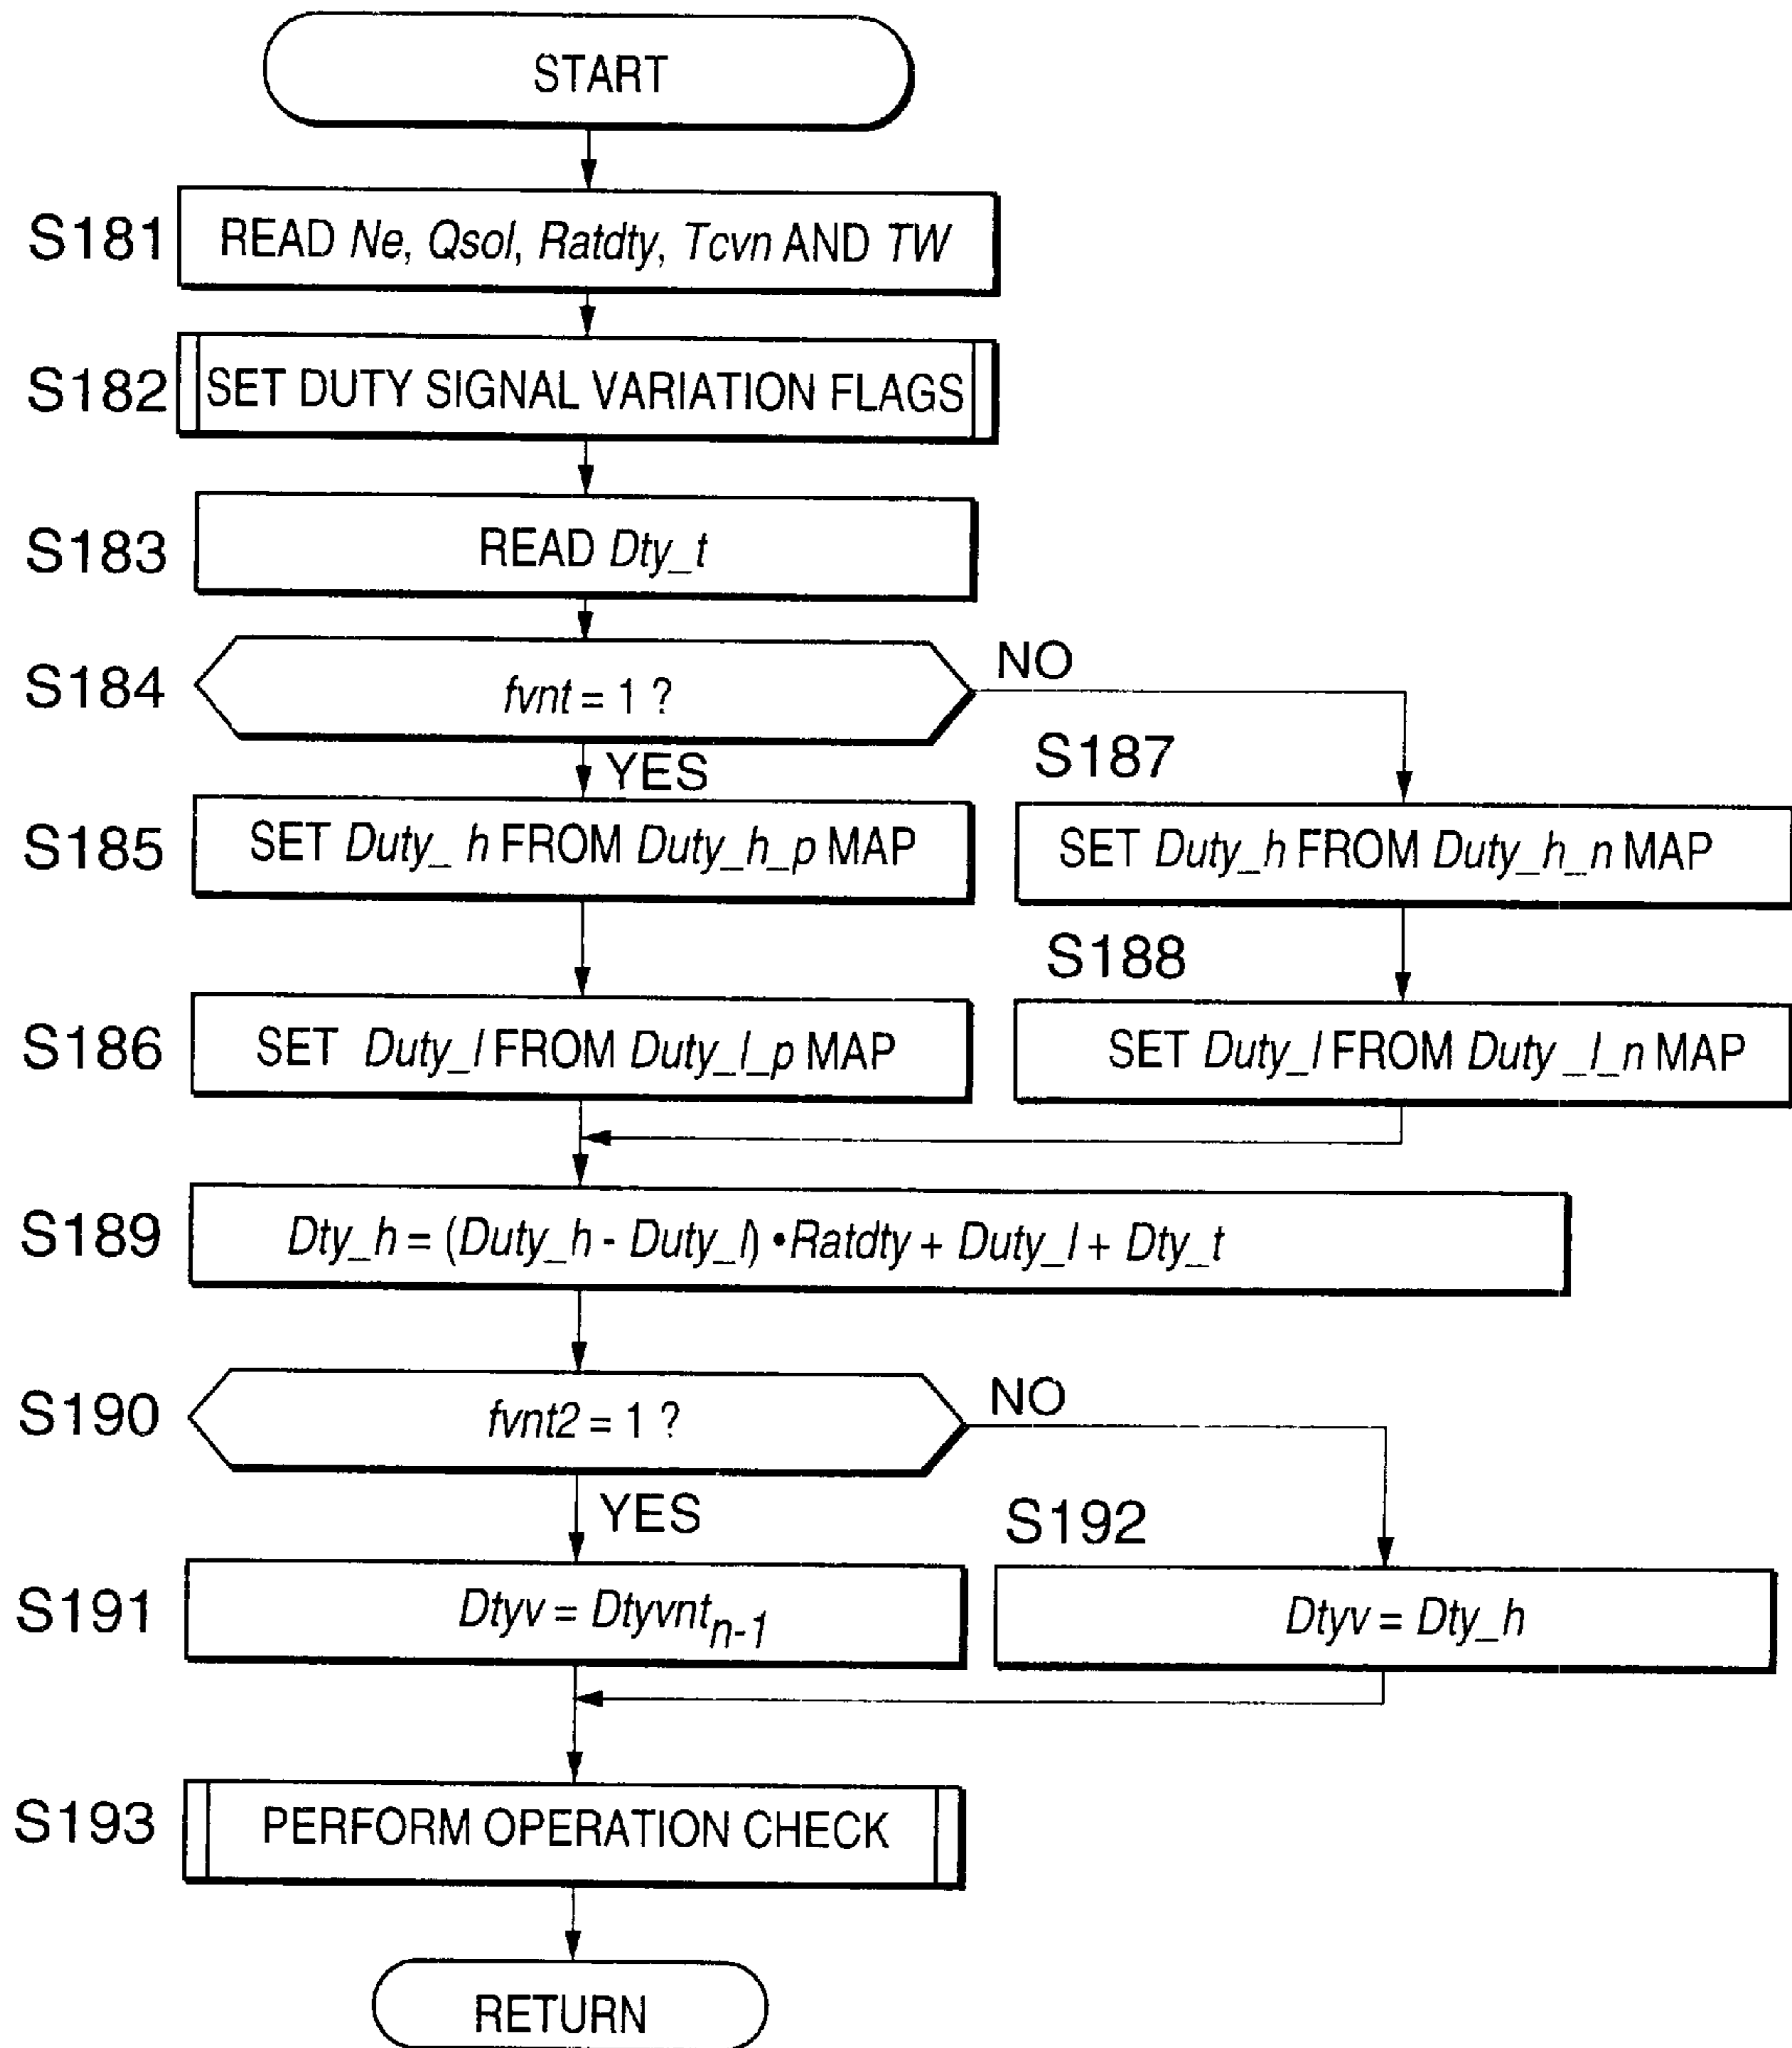 START
S181 READ Ne, Qsol, Ratdty, Tcvn AND TW
S182 SET DUTY SIGNAL VARIATION FLAGS
S183 READ Dty_t
S184 fvnt = 1 ?
NO
YES
S187
S185 SET Duty_ h FROM Duty_h_p MAP
SET Duty_h FROM Duty_h_n MAP
S188
S186 SET Duty_l FROM Duty_l_p MAP
SET Duty_l FROM Duty _l_n MAP
S189 Dty_h = (Duty_h - Duty_l) •Ratdty + Duty_l + Dty_t
S190 fvnt2 = 1 ?
NO
YES
S192
S191 Dtyv = Dtyvnt n-1
Dtyv = Dty_h
S193 PERFORM OPERATION CHECK
RETURN